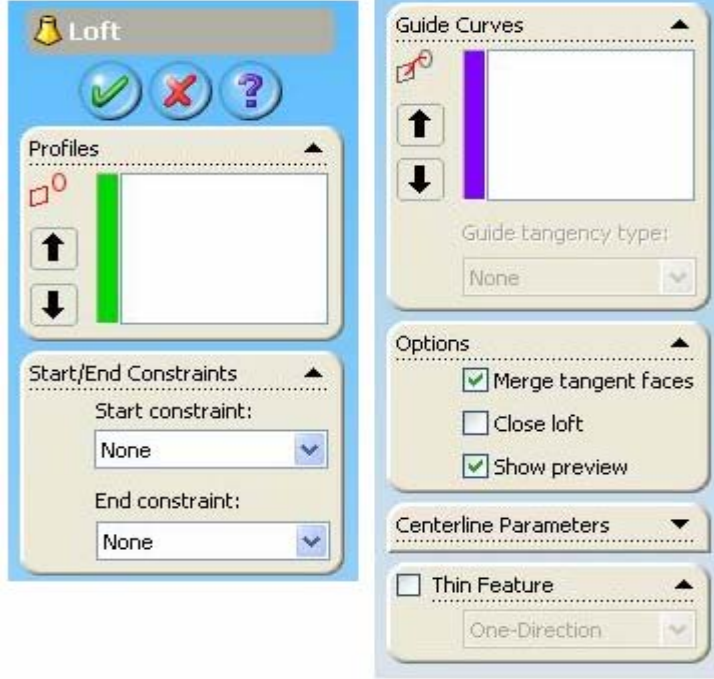 Loft
?
Profiles
Start/End Constraints
Start constraint:
None
End constraint:
None
Guide Curves
Guide tangency type:
None
Options
Merge tangent faces
Close loft
Show preview
Centerline Parameters
Thin Feature
One-Direction